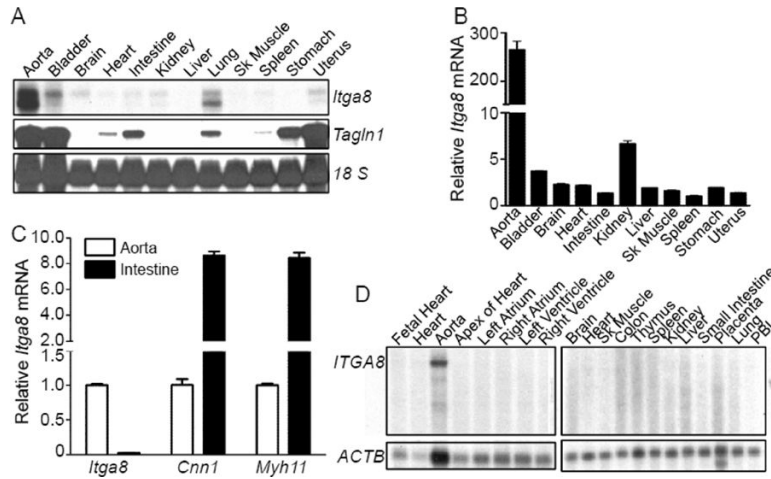 A
Aorta
Bladder
Brain
Heart
Intestine
Kidney
Liver
Lung
Sk Muscle
Spleen
Stomach
Uterus
Itga8
Tagln1
18 S
B
Relative Itga8 mRNA
300
200
100
10
5
0
Aorta
Bladder
Brain
Heart
Intestine
Kidney
Liver
Sk Muscle
Spleen
Stomach
Uterus
C
Relative Itga8 mRNA
8.0
6.0
4.0
2.0
1.5
1.0
0.5
0
Aorta
Intestine
Itga8 Cnn1 Myh11
D
Fetal Heart
Heart
Aorta
Apex of Heart
Left Atrium
Right Atrium
Left Ventricle
Right Ventricle
Brain
Heart
Sk Muscle
Colon
Thymus
Spleen
Kidney
Liver
Small Intestine
Placenta
Lung
ITGA8
ACTB